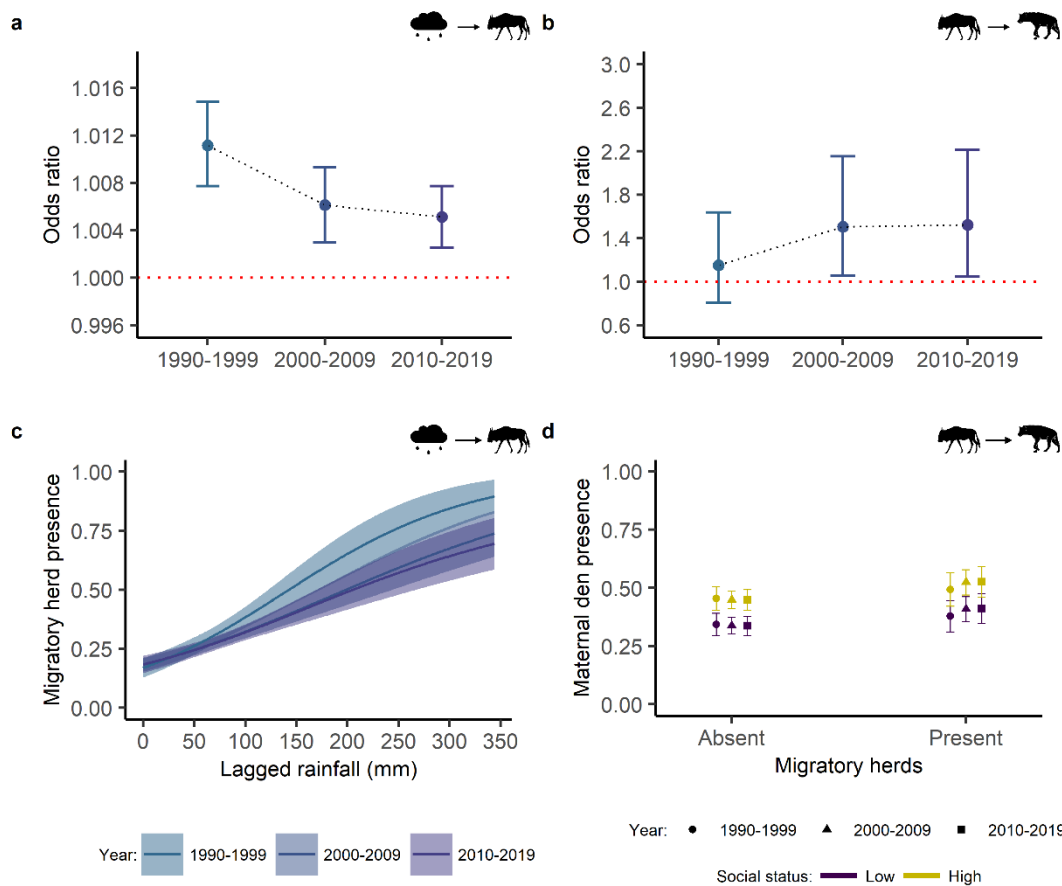 a
Odds ratio
1.016
1.012
1.008
1.004
1.000
0.996
1990-1999 2000-2009 2010-2019
b
Odds ratio
3.0
2.6
2.2
1.8
1.4
1.0
0.6
1990-1999 2000-2009 2010-2019
c
Migratory herd presence
1.00
0.75
0.50
0.25
0.00
0 50 100 150 200 250 300 350
Lagged rainfall (mm)
Year: 1990-1999 2000-2009 2010-2019
d
Maternal den presence
1.00
0.75
0.50
0.25
0.00
Absent Present
Migratory herds
Year: 1990-1999 2000-2009 2010-2019
Social status: Low High